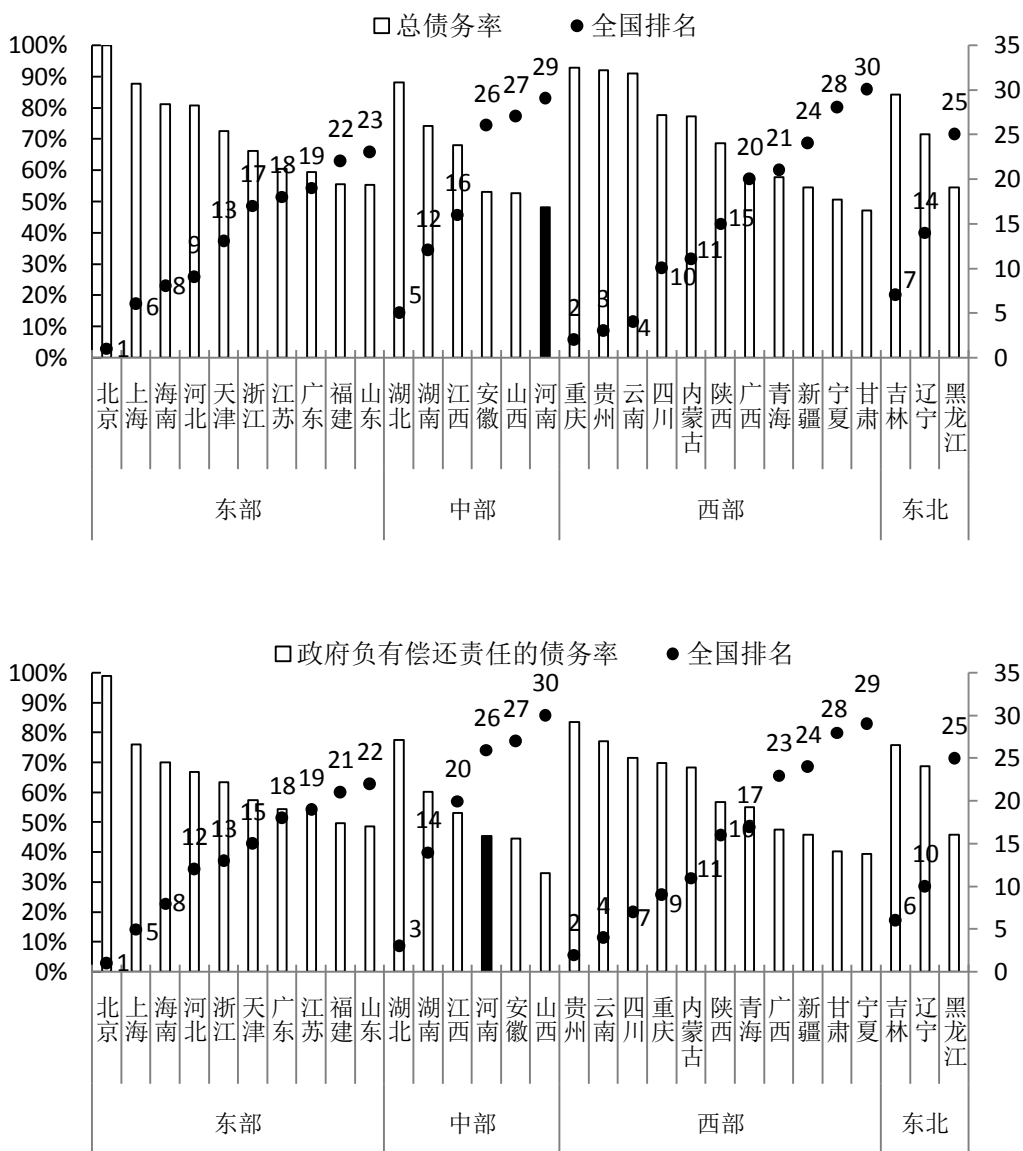 总债务率 全国排名
100% 35
90% 30
80% 25
70%
60% 20
50%
40% 15
30% 10
20% 5
10%
0% 0
1 6 8 9 13 17 18 19 22 23 5 12 16 26 27 29 2 3 4 10 11 15 20 21 24 28 30 7 14 25
北京 上海 海南 河北 天津 浙江 江苏 广东 福建 山东 湖北 湖南 江西 安徽 山西 河南 重庆 贵州 云南 四川 内蒙古 陕西 广西 青海 新疆 宁夏 甘肃 吉林 辽宁 黑龙江
东部 中部 西部 东北
政府负有偿还责任的债务率 全国排名
100% 35
90% 30
80% 25
70%
60% 20
50%
40% 15
30% 10
20% 5
10%
0% 0
1 5 8 12 13 15 18 19 21 22 3 14 20 26 27 30 2 4 7 9 11 16 17 23 24 28 29 6 10 25
北京 上海 海南 河北 浙江 天津 广东 江苏 福建 山东 湖北 湖南 江西 河南 安徽 山西 贵州 云南 四川 重庆 内蒙古 陕西 青海 广西 新疆 甘肃 宁夏 吉林 辽宁 黑龙江
东部 中部 西部 东北